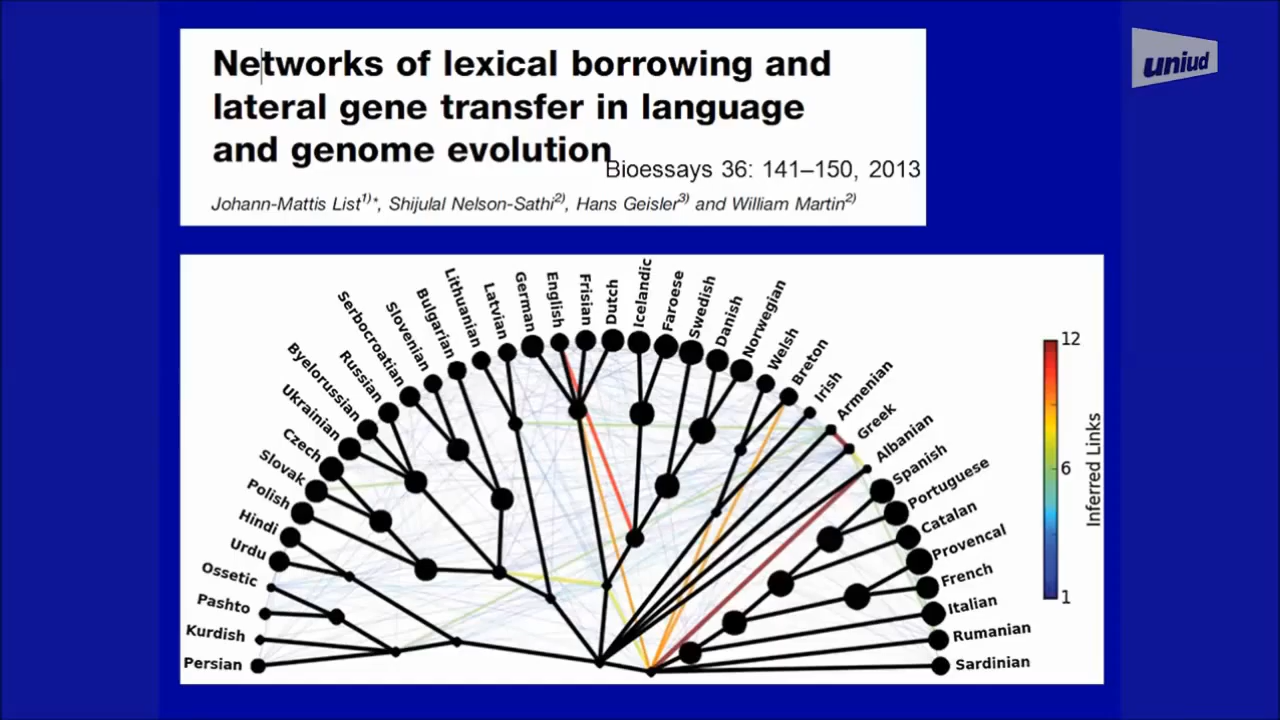 Networks of lexical borrowing and
lateral gene transfer in language
and genome evolution
Bioessays 36: 141–150, 2013
Johann-Mattis List1)*, Shijulal Nelson-Sathi2), Hans Geisler3) and William Martin2)
uniud
Persian
Kurdish
Pashto
Ossetic
Urdu
Hindi
Polish
Slovak
Czech
Ukrainian
Byelorussian
Russian
Serbocroatian
Slovenian
Bulgarian
Lithuanian
Latvian
German
English
Frisian
Dutch
Icelandic
Faroese
Swedish
Danish
Norwegian
Welsh
Breton
Irish
Armenian
Greek
Albanian
Spanish
Portuguese
Catalan
Provencal
French
Italian
Rumanian
Sardinian
12
6
1
Inferred Links